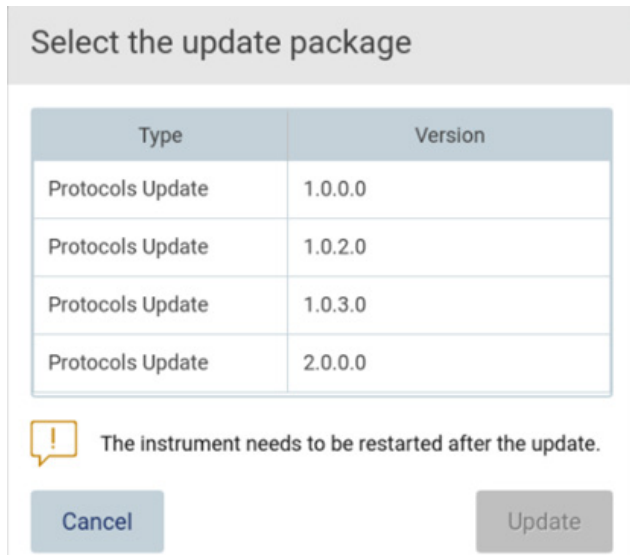 Select the update package
Type Version
Protocols Update 1.0.0.0
Protocols Update 1.0.2.0
Protocols Update 1.0.3.0
Protocols Update 2.0.0.0
! The instrument needs to be restarted after the update.
Cancel Update